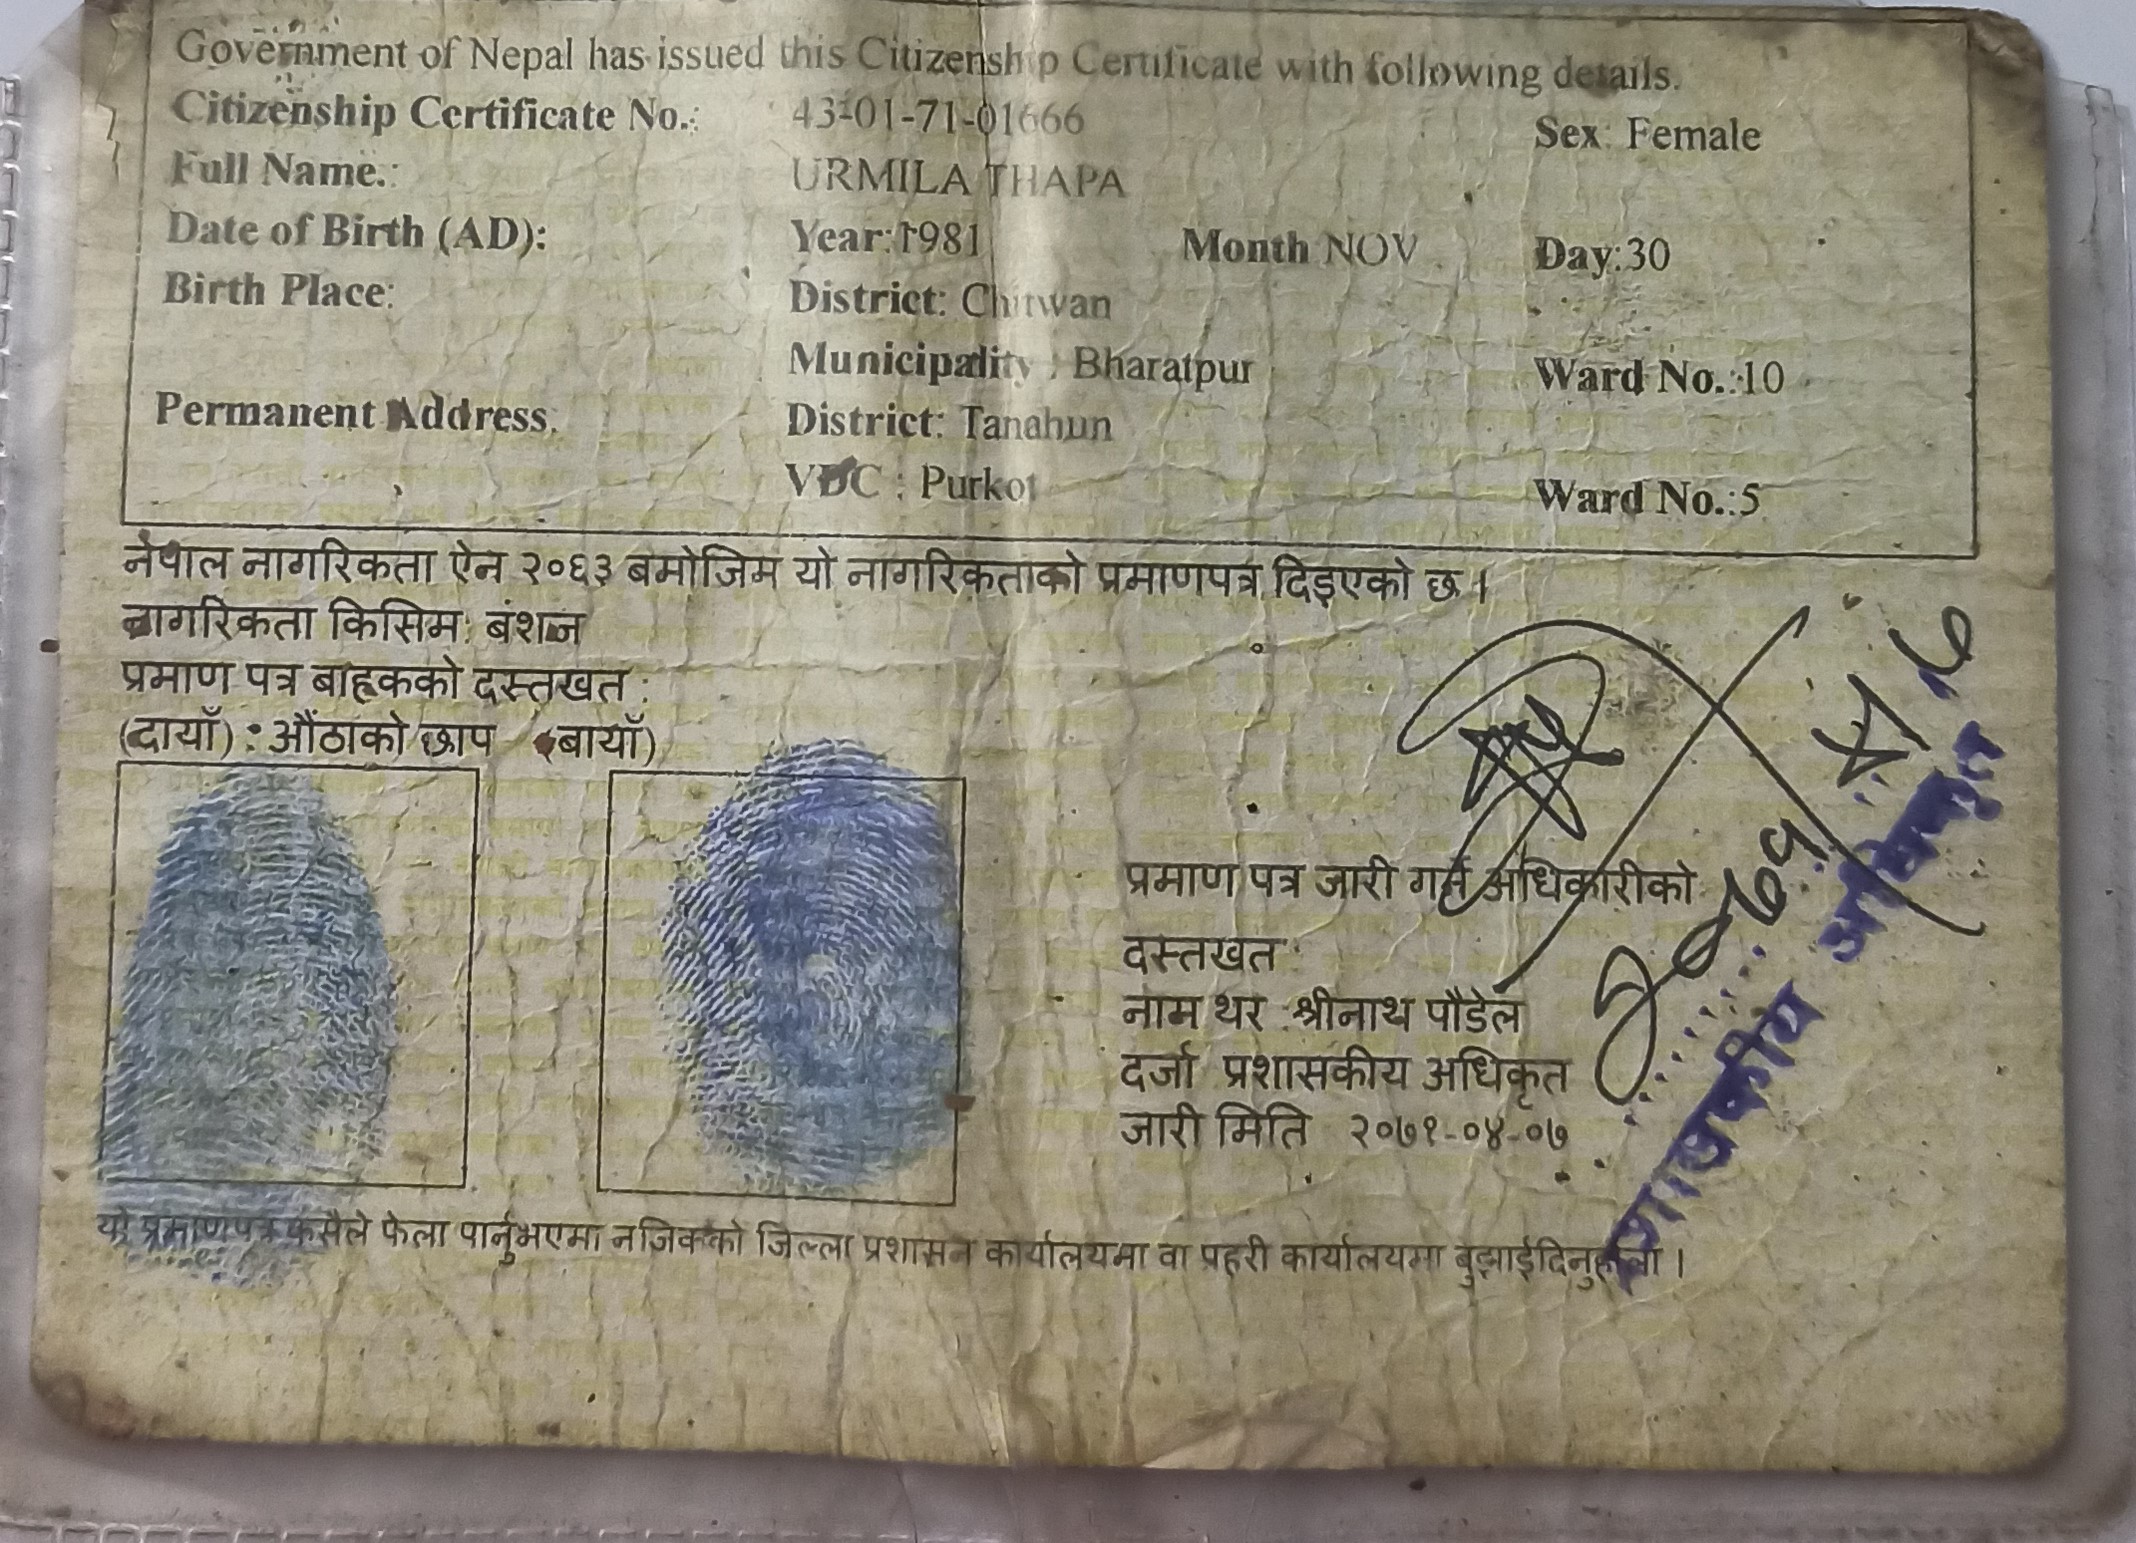 Government of Nepal has issued this Citizenship Certificate with following details.
Citizenship Certificate No.: 43-01-71-01666 Sex: Female
Full Name.: URMILA THAPA
Date of Birth (AD): Year:1981 Month NOV Day:30
Birth Place: District: Chitwan
Municipality : Bharatpur Ward No.:10
Permanent Address: District: Tanahun
VDC : Purkot Ward No.:5
नेपाल नागरिकता ऐन २०६३ बमोजिम यो नागरिकताको प्रमाणपत्र दिइएको छ ।
नागरिकता किसिम: बंशज
प्रमाण पत्र बाहकको दस्तखत :
(दायाँ) : औंठाको छाप (बायाँ)
प्रमाण पत्र जारी गर्ने अधिकारीको
दस्तखत :
नाम थर : श्रीनाथ पौडेल
दर्जा प्रशासकीय अधिकृत
जारी मिति २०७१-०४-०७
प्रशासकीय अधिकृत
यो प्रमाणपत्र कसैले फेला पार्नुभएमा नजिकको जिल्ला प्रशासन कार्यालयमा वा प्रहरी कार्यालयमा बुझाईदिनुहोला ।